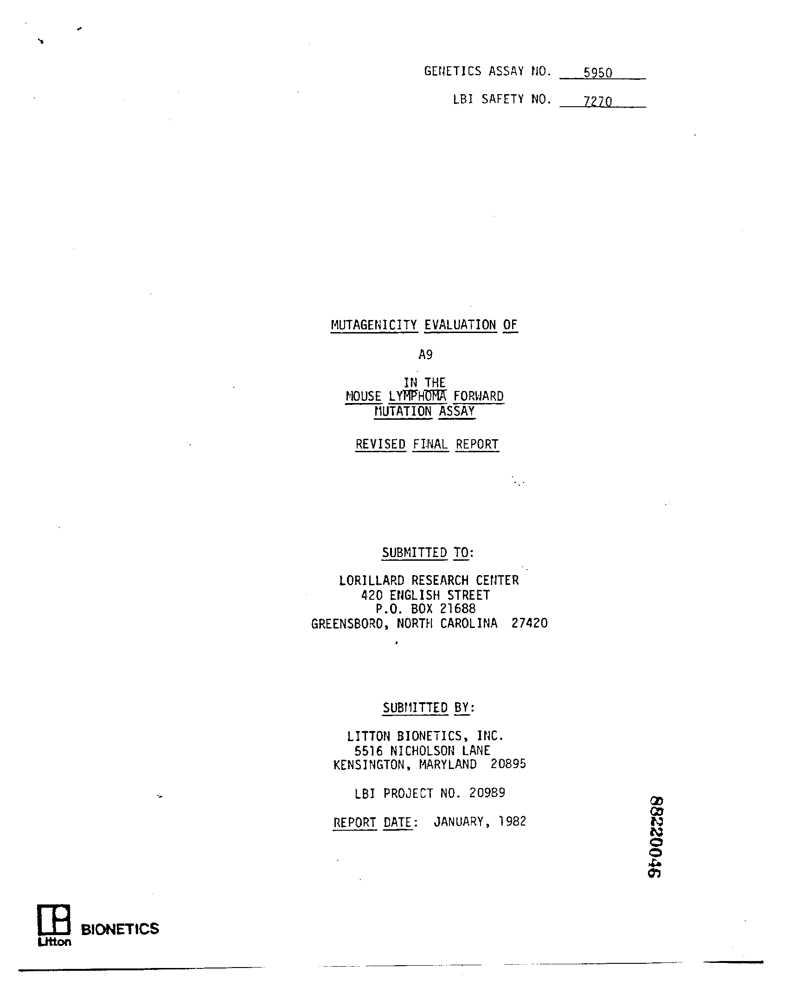 GENETICS ASSAY NO. 5950
LBI SAFETY NO. 7270
MUTAGENICITY EVALUATION OF
A9
IN THE
MOUSE LYMPHOMA FORWARD
MUTATION ASSAY
REVISED FINAL REPORT
SUBMITTED TO:
LORILLARD RESEARCH CENTER
420 ENGLISH STREET
P.O. BOX 21688
GREENSBORO, NORTH CAROLINA 27420
SUBMITTED BY:
LITTON BIONETICS, INC.
5516 NICHOLSON LANE
KENSINGTON, MARYLAND 20895
LBI PROJECT NO. 20989
REPORT DATE: JANUARY, 1982
88220046
BIONETICS
Litton